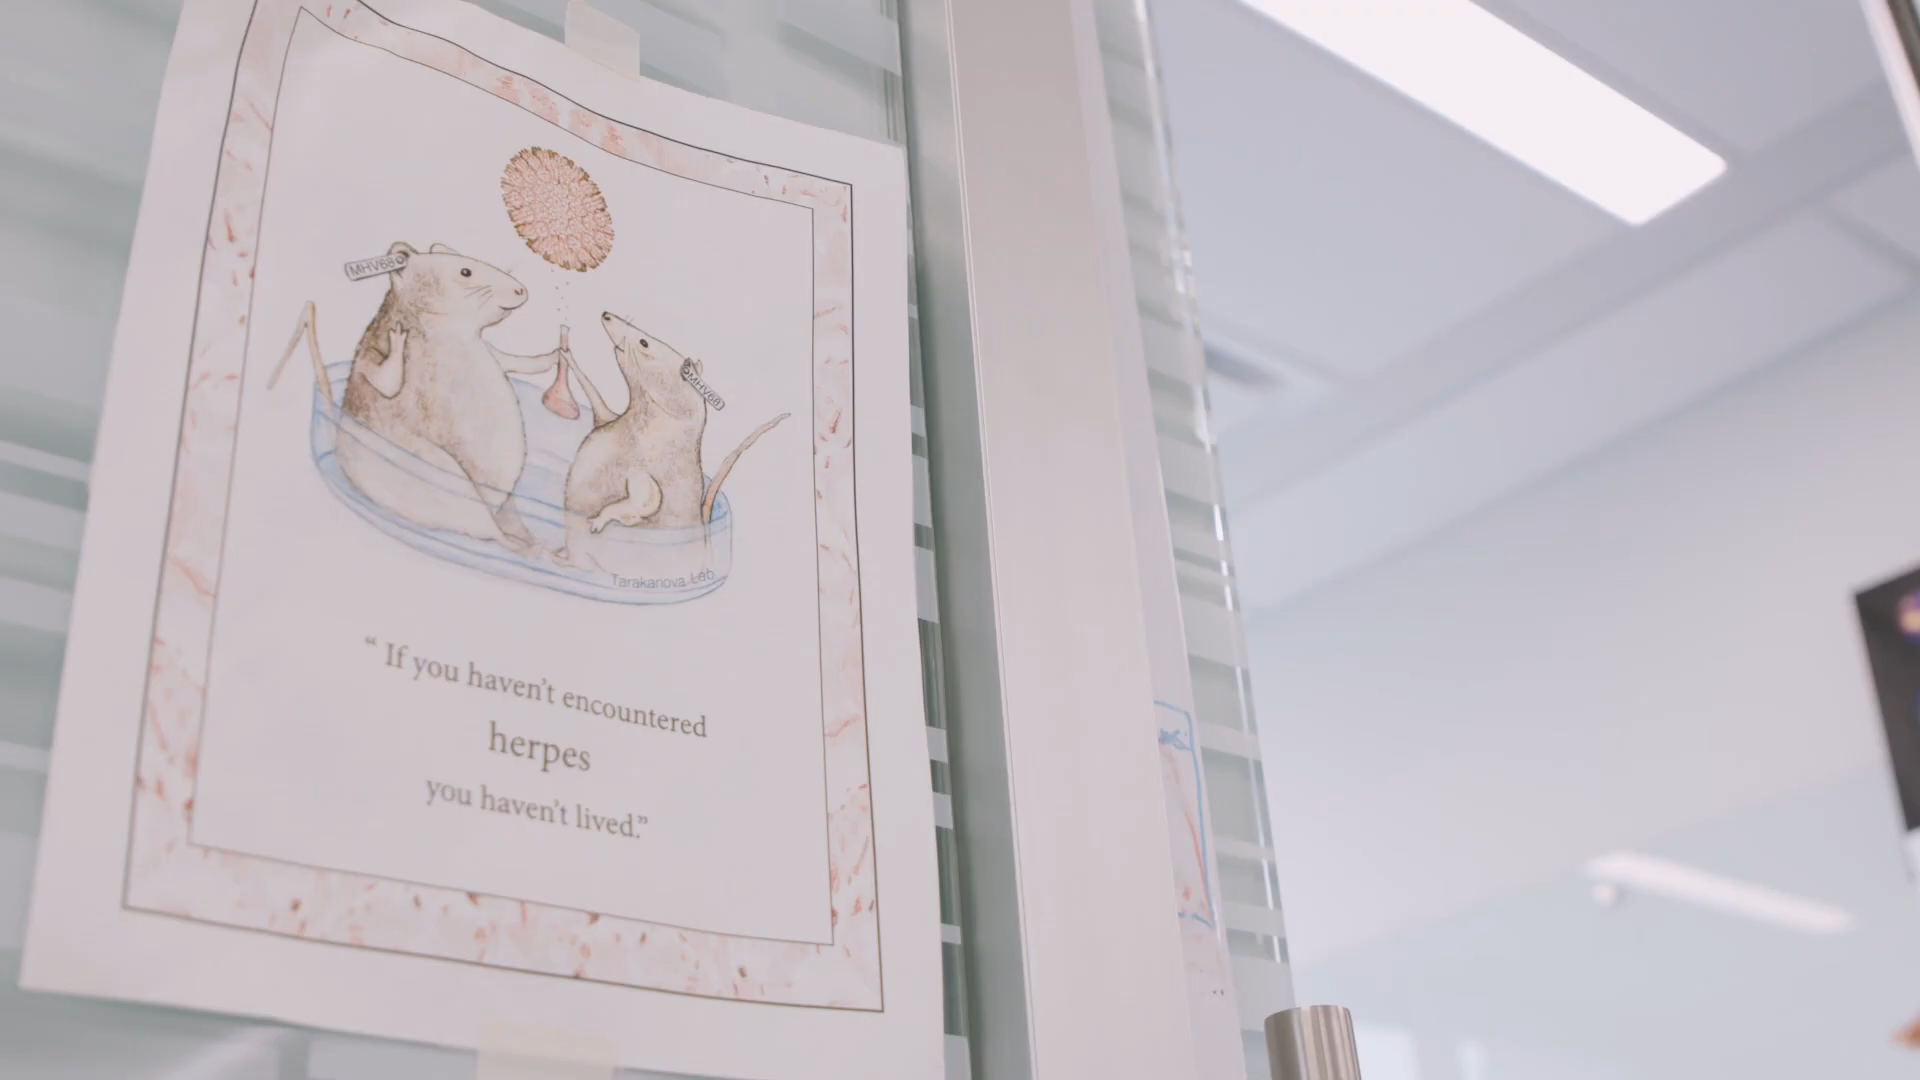 MHV68
MHV68
Tarakanova Lab
“ If you haven’t encountered
herpes
you haven’t lived.”